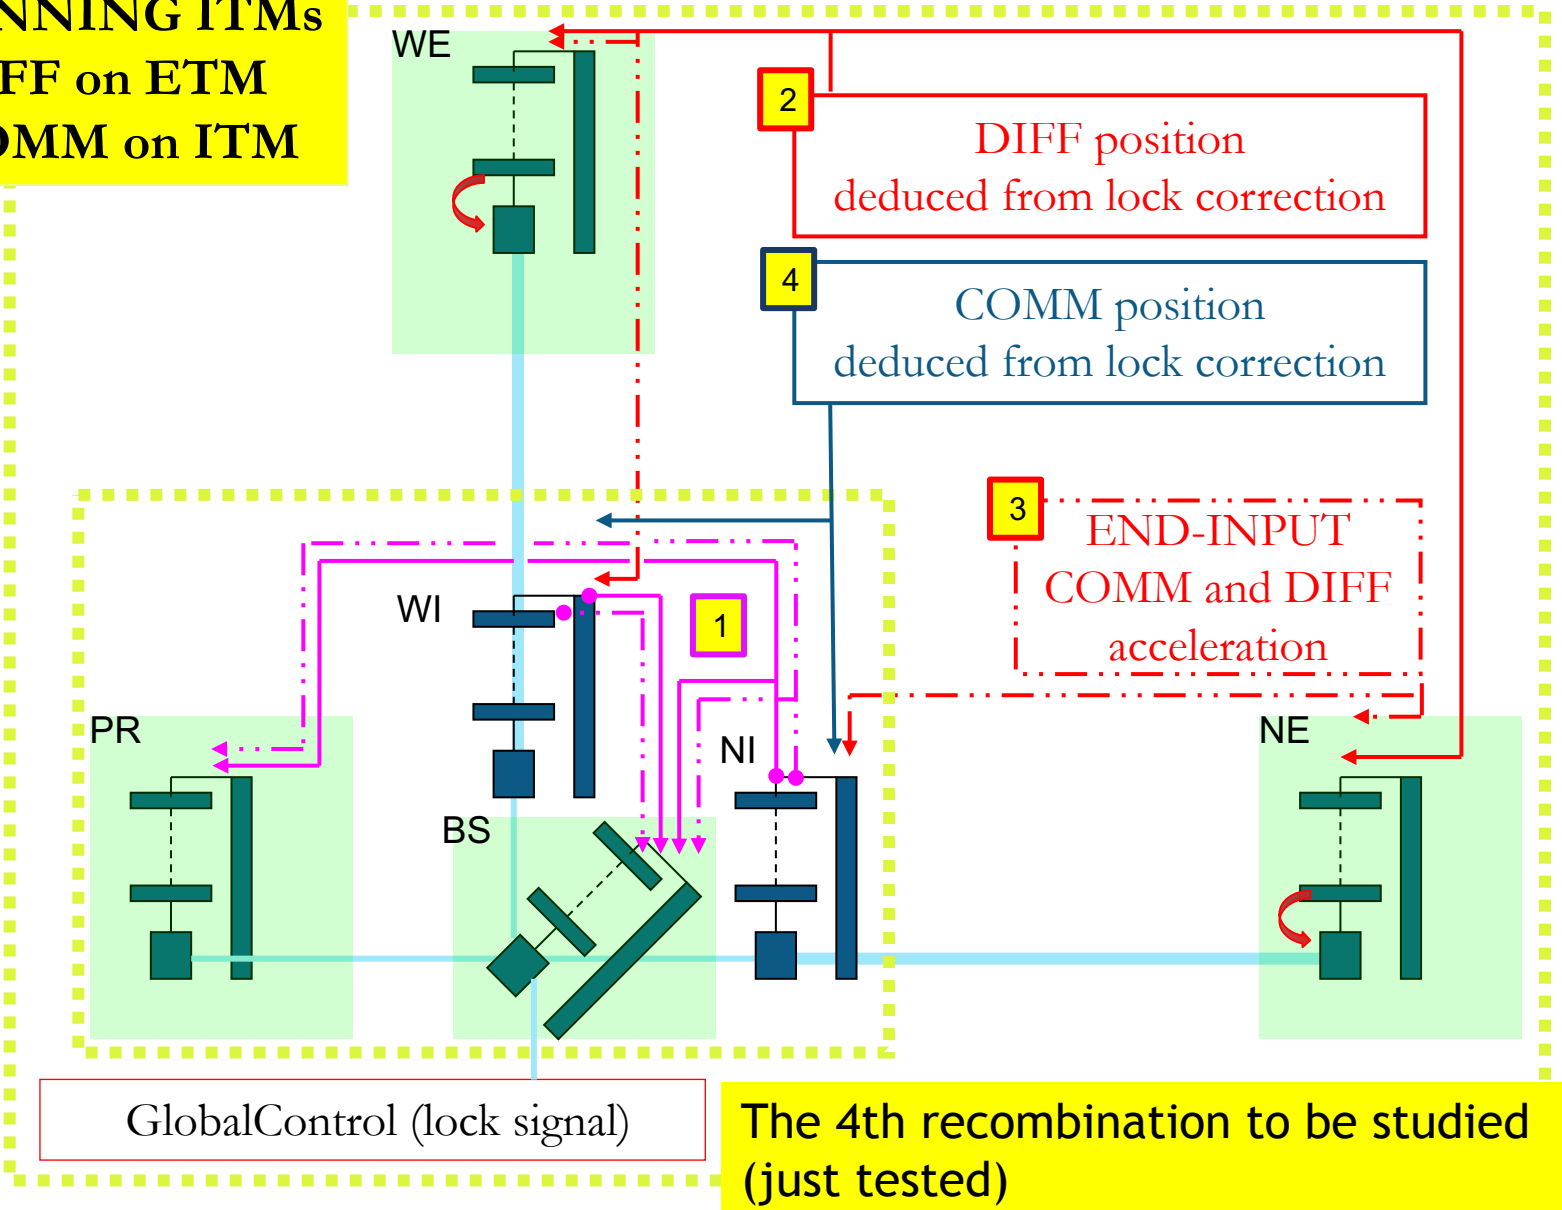 NNING ITMs
FF on ETM
OMM on ITM
WE
2
DIFF position
deduced from lock correction
4
COMM position
deduced from lock correction
3
END-INPUT
COMM and DIFF
acceleration
WI
1
PR
NI
NE
BS
GlobalControl (lock signal)
The 4th recombination to be studied
(just tested)